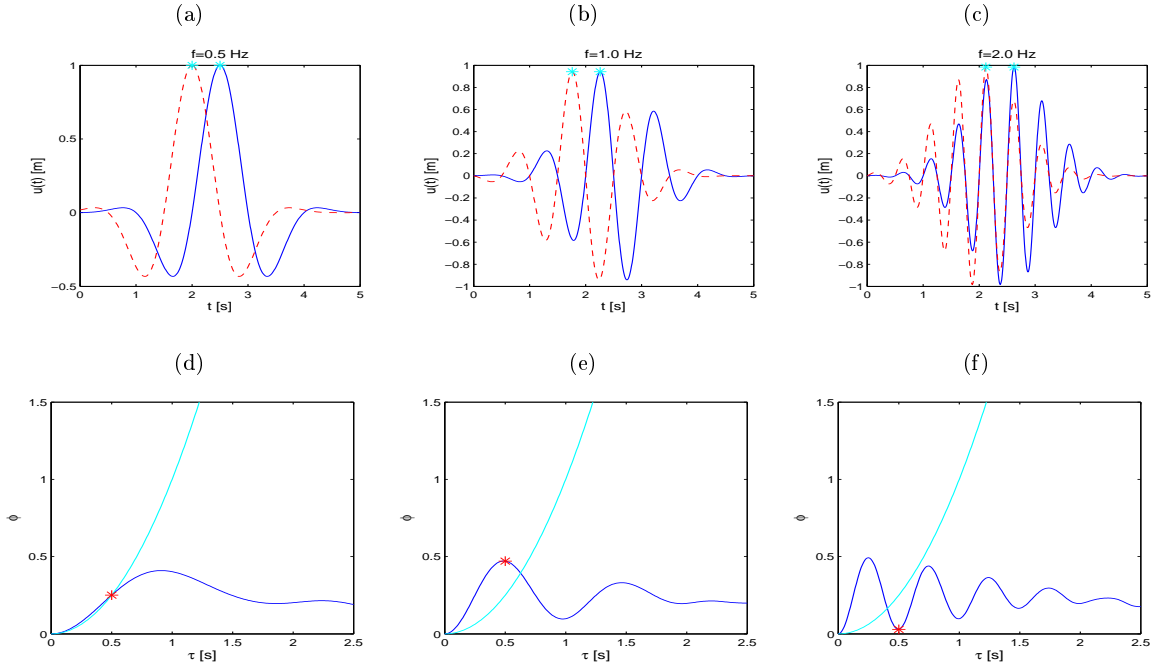 (a)
(b)
(c)
f=0.5 Hz
f=1.0 Hz
f=2.0 Hz
u(t) [m]
1
0.5
0
−0.5
0 1 2 3 4 5
t [s]
u(t) [m]
1
0.8
0.6
0.4
0.2
0
−0.2
−0.4
−0.6
−0.8
−1
0 1 2 3 4 5
t [s]
u(t) [m]
1
0.8
0.6
0.4
0.2
0
−0.2
−0.4
−0.6
−0.8
−1
0 1 2 3 4 5
t [s]
(d)
(e)
(f)
ϕ
1.5
1
0.5
0
0 0.5 1 1.5 2 2.5
τ [s]
ϕ
1.5
1
0.5
0
0 0.5 1 1.5 2 2.5
τ [s]
ϕ
1.5
1
0.5
0
0 0.5 1 1.5 2 2.5
τ [s]